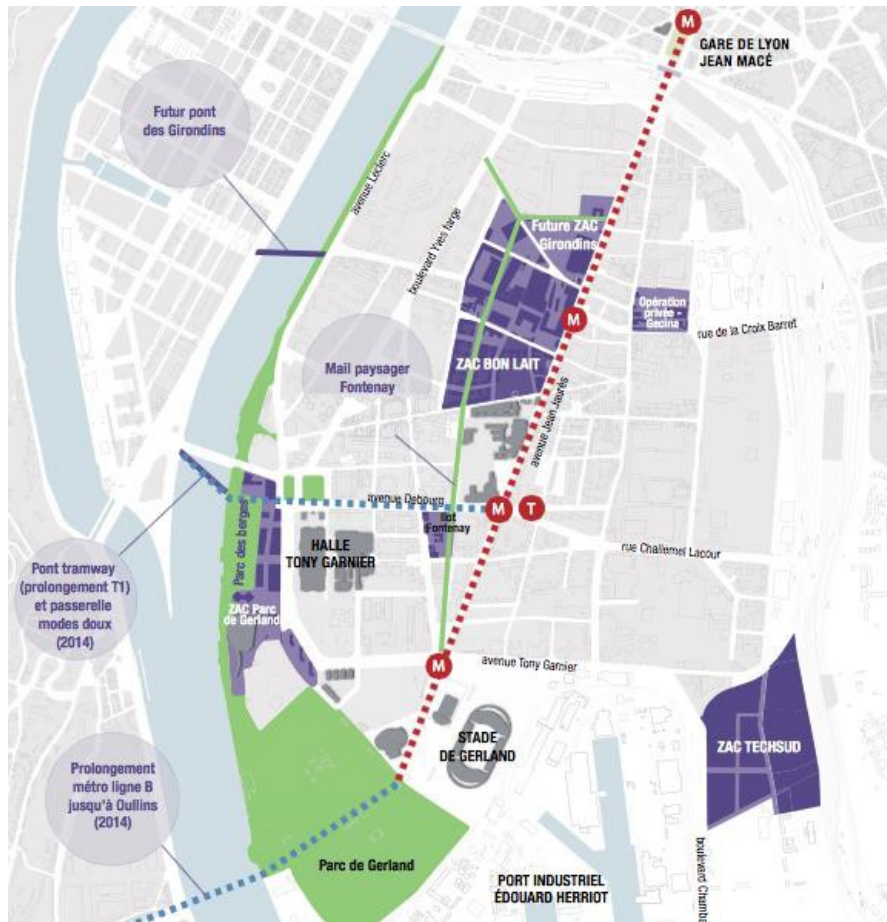 M
GARE DE LYON
JEAN MACÉ
Futur pont
des Girondins
avenue Leclerc
boulevard Yves farge
Future ZAC
Girondins
Opération
privée -
Gecina
M
rue de la Croix Barret
ZAC BON LAIT
Mail paysager
Fontenay
avenue Jean Jaurès
avenue Debourg
M
T
Ilot
Fontenay
rue Challemel Lacour
HALLE
TONY GARNIER
Parc des berges
Pont tramway
(prolongement T1)
et passerelle
modes doux
(2014)
ZAC Parc
de Gerland
M
avenue Tony Garnier
STADE
DE GERLAND
ZAC TECHSUD
Prolongement
métro ligne B
jusqu'à Oullins
(2014)
Parc de Gerland
PORT INDUSTRIEL
ÉDOUARD HERRIOT
boulevard Chamba